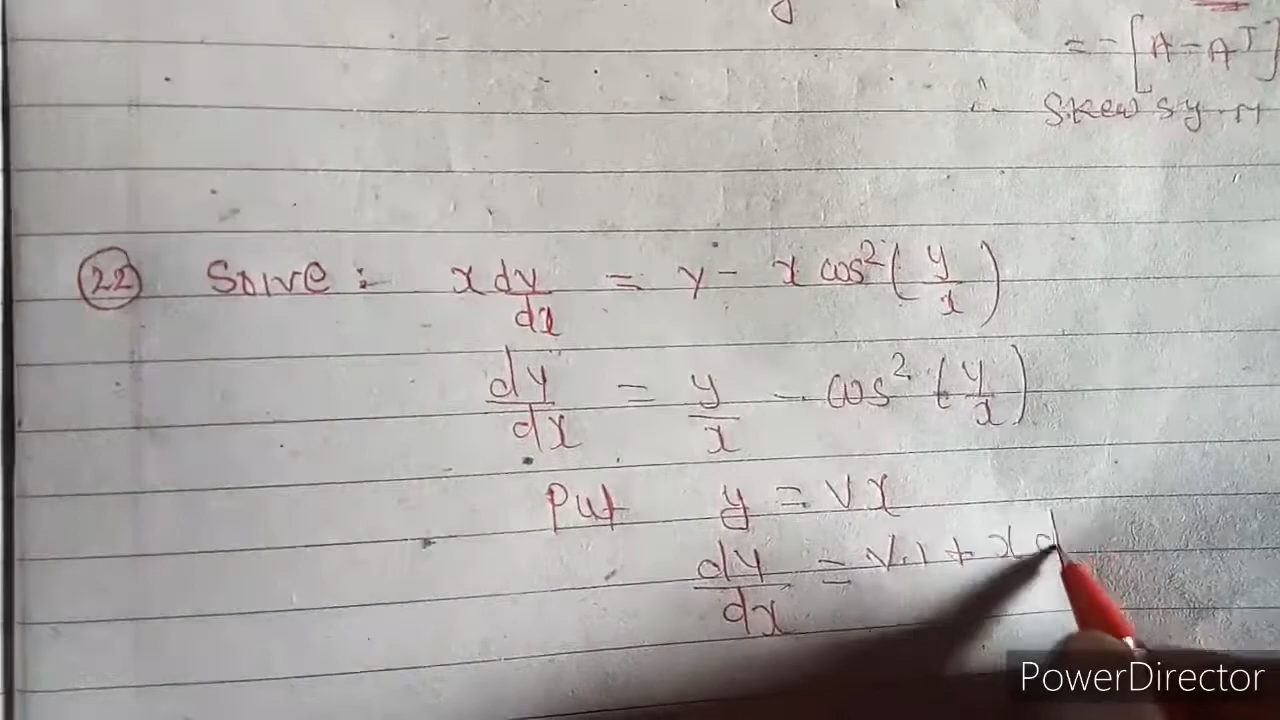 = - [A - Aᵀ]
∴ Skew sym
22 Solve : x dy/dx = y - x cos² (y/x)
dy/dx = y/x - cos² (y/x)
Put y = vx
dy/dx = v.1 + x d
PowerDirector